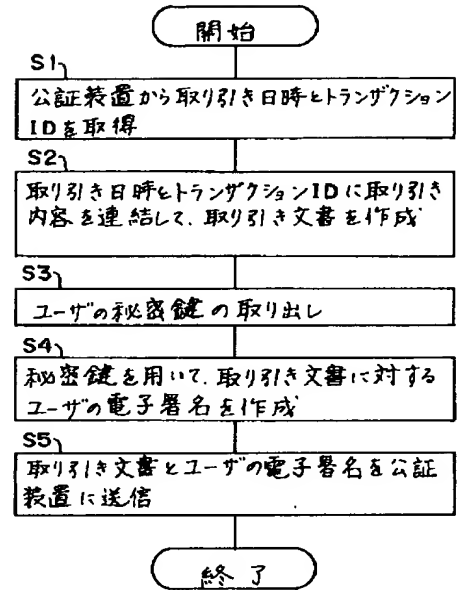 開始
S1
公証装置から取り引き日時とトランザクション
IDを取得
S2
取り引き日時とトランザクションIDに取り引き
内容を連結して、取り引き文書を作成
S3
ユーザの秘密鍵の取り出し
S4
秘密鍵を用いて、取り引き文書に対する
ユーザの電子署名を作成
S5
取り引き文書とユーザの電子署名を公証
装置に送信
終了